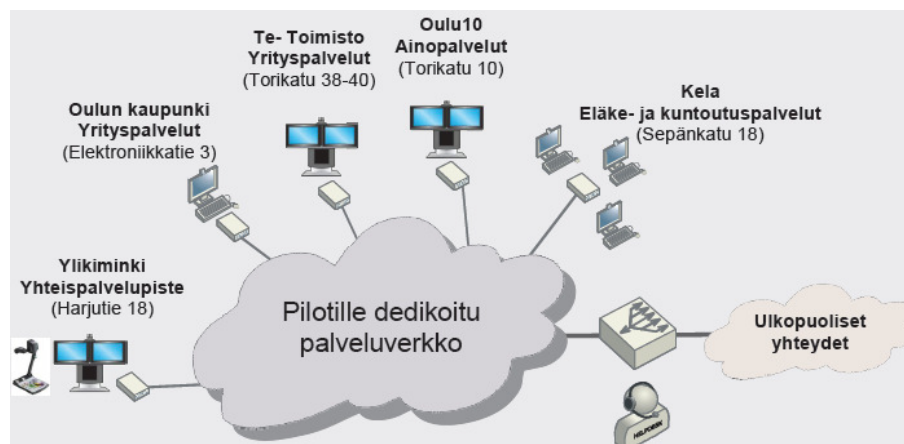 Te- Toimisto
Yrityspalvelut
(Torikatu 38-40)
Oulu10
Ainopalvelut
(Torikatu 10)
Kela
Eläke- ja kuntoutuspalvelut
(Sepänkatu 18)
Oulun kaupunki
Yrityspalvelut
(Elektroniikkatie 3)
Ylikiminki
Yhteispalvelupiste
(Harjutie 18)
Pilotille dedikoitu
palveluverkko
Ulkopuoliset
yhteydet
HELPDESK